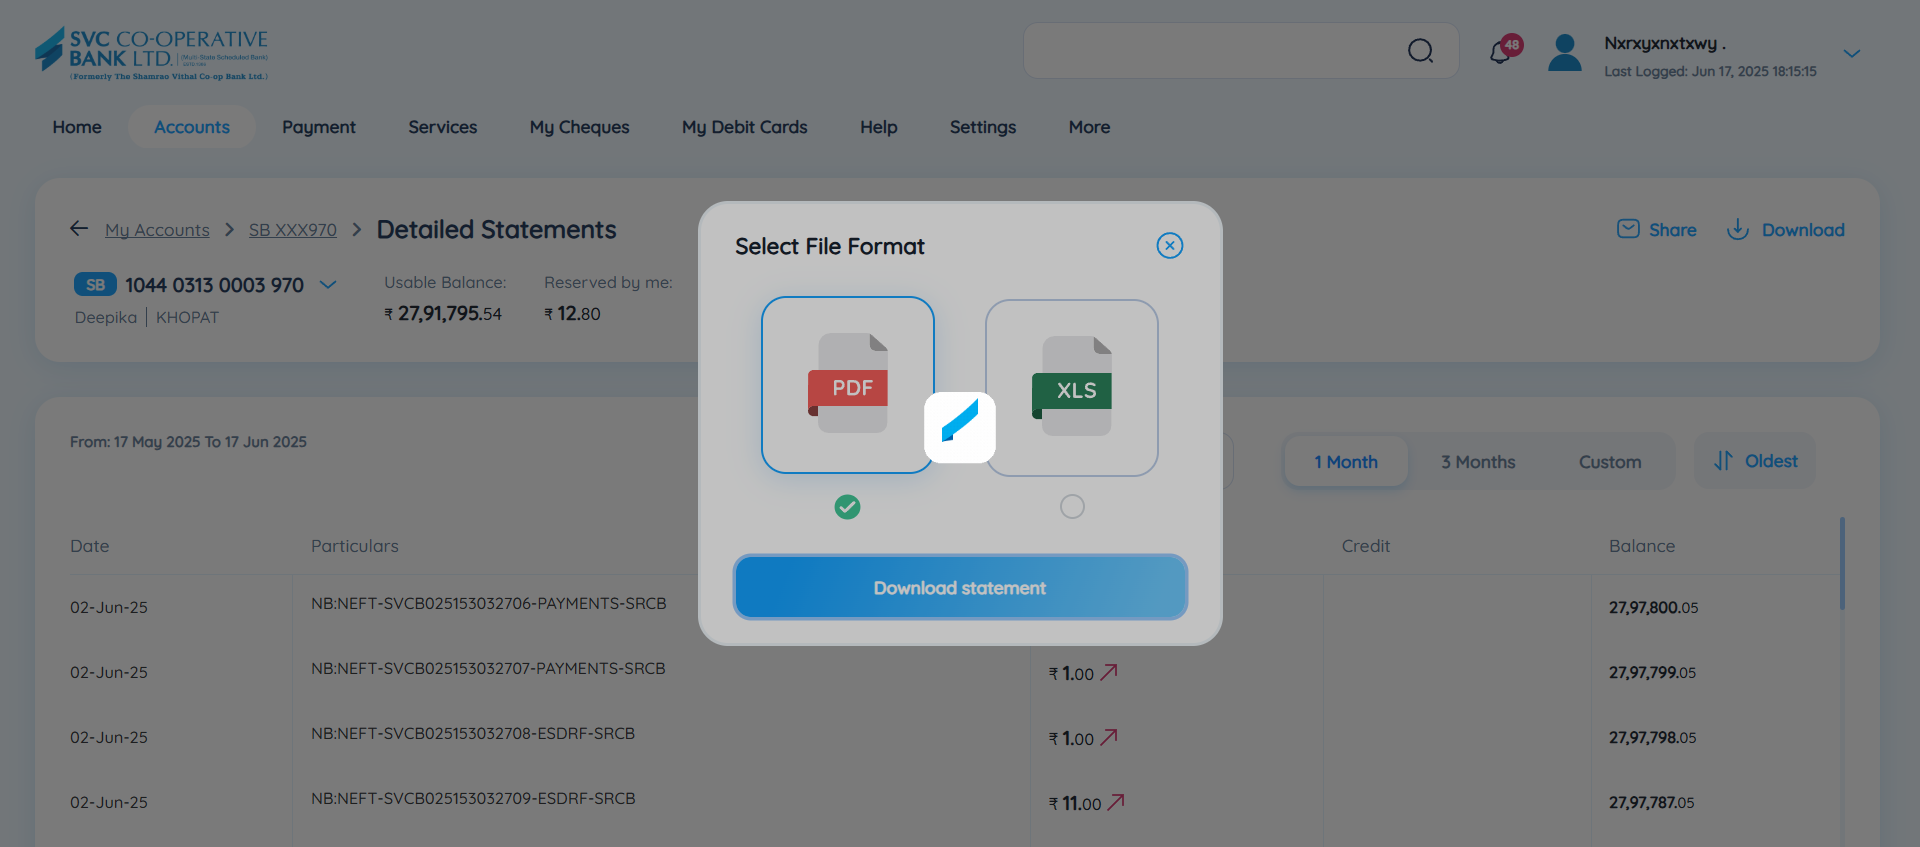 SVC CO-OPERATIVE
BANK LTD. (Multi-State Scheduled Bank)
(Formerly The Shamrao Vithal Co-op Bank Ltd.)
48
Nxrxyxnxtxwy .
Last Logged: Jun 17, 2025 18:15:15
Home Accounts Payment Services My Cheques My Debit Cards Help Settings More
My Accounts SB XXX970 Detailed Statements
Share Download
SB 1044 0313 0003 970
Deepika | KHOPAT
Usable Balance:
₹ 27,91,795.54
Reserved by me:
₹ 12.80
Select File Format
PDF
XLS
Download statement
From: 17 May 2025 To 17 Jun 2025
1 Month 3 Months Custom Oldest
Date Particulars Credit Balance
02-Jun-25 NB:NEFT-SVCB025153032706-PAYMENTS-SRCB 27,97,800.05
02-Jun-25 NB:NEFT-SVCB025153032707-PAYMENTS-SRCB ₹ 1.00 27,97,799.05
02-Jun-25 NB:NEFT-SVCB025153032708-ESDRF-SRCB ₹ 1.00 27,97,798.05
02-Jun-25 NB:NEFT-SVCB025153032709-ESDRF-SRCB ₹ 11.00 27,97,787.05